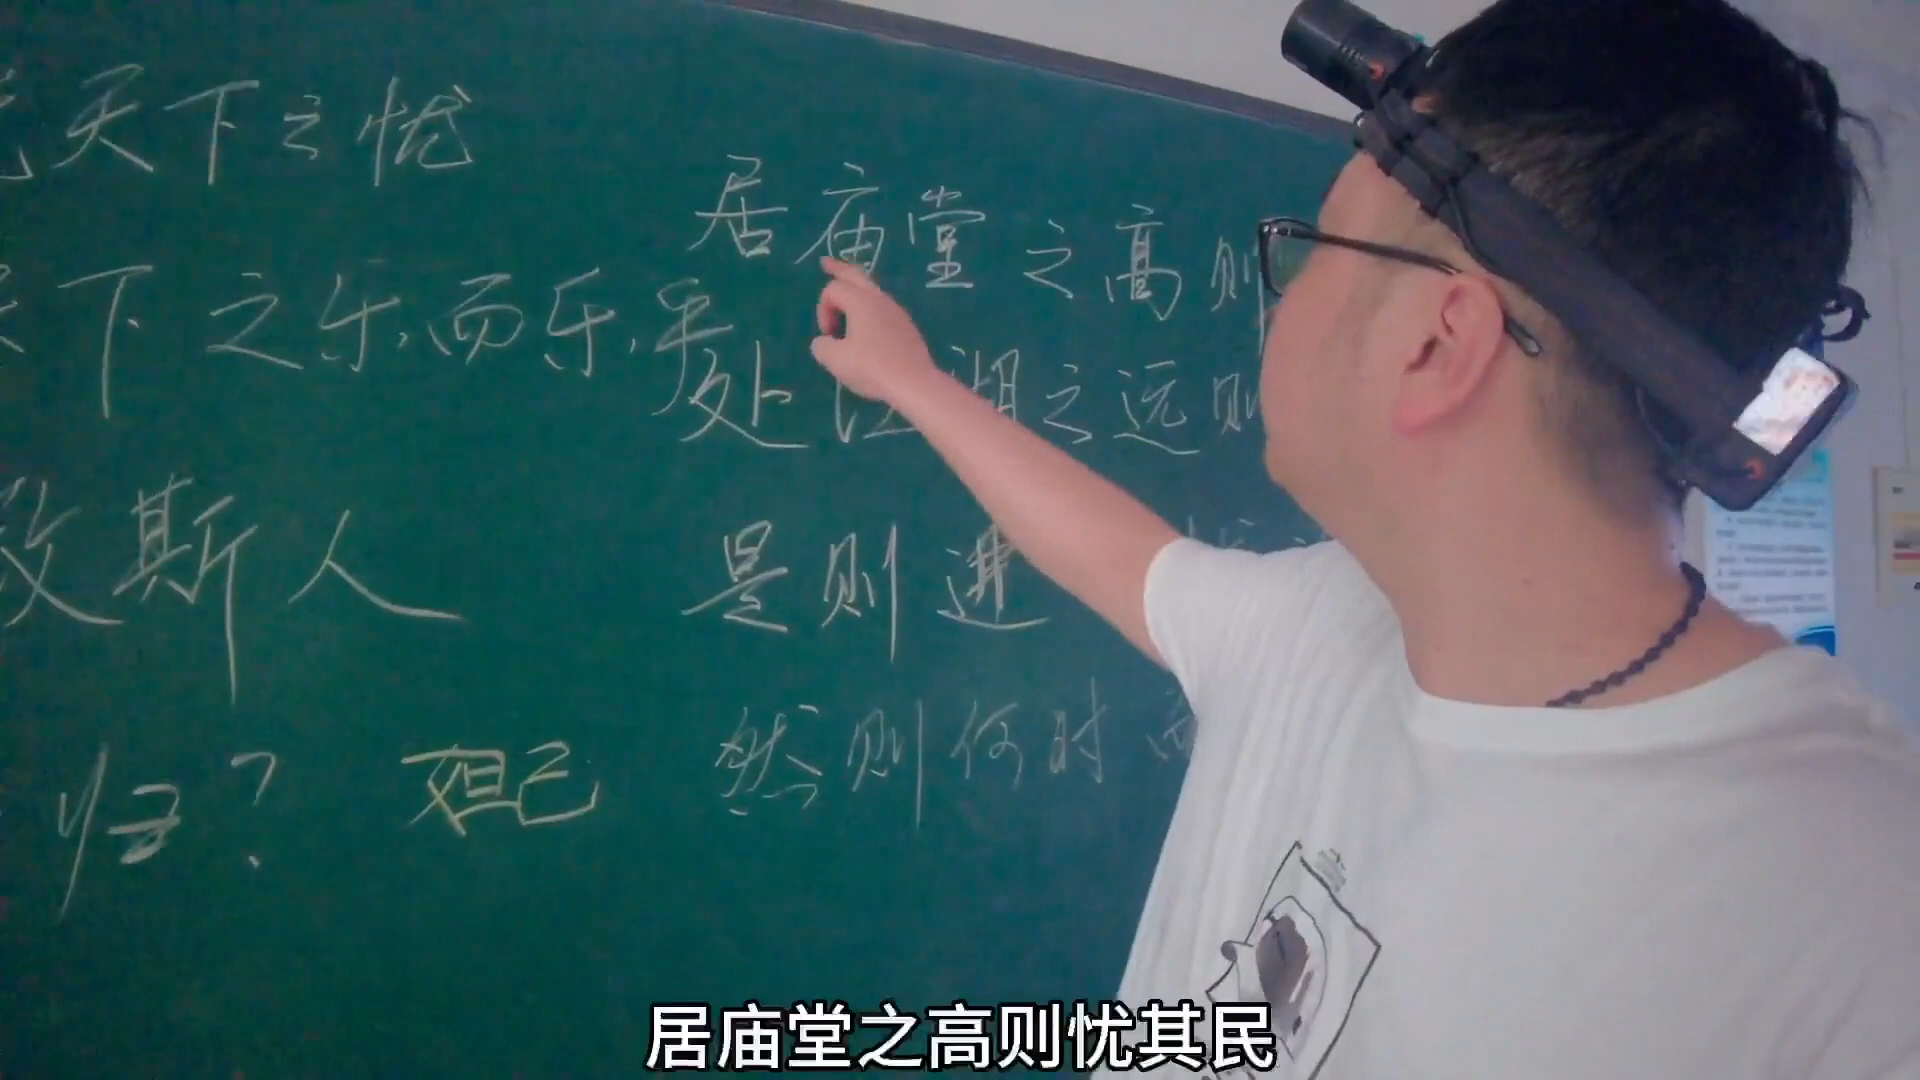 天下之忧
下之乐,而乐,乎
斯人
归?
妲己
居庙堂之高则
处江湖之远则
是则进
然则何时
居庙堂之高则忧其民